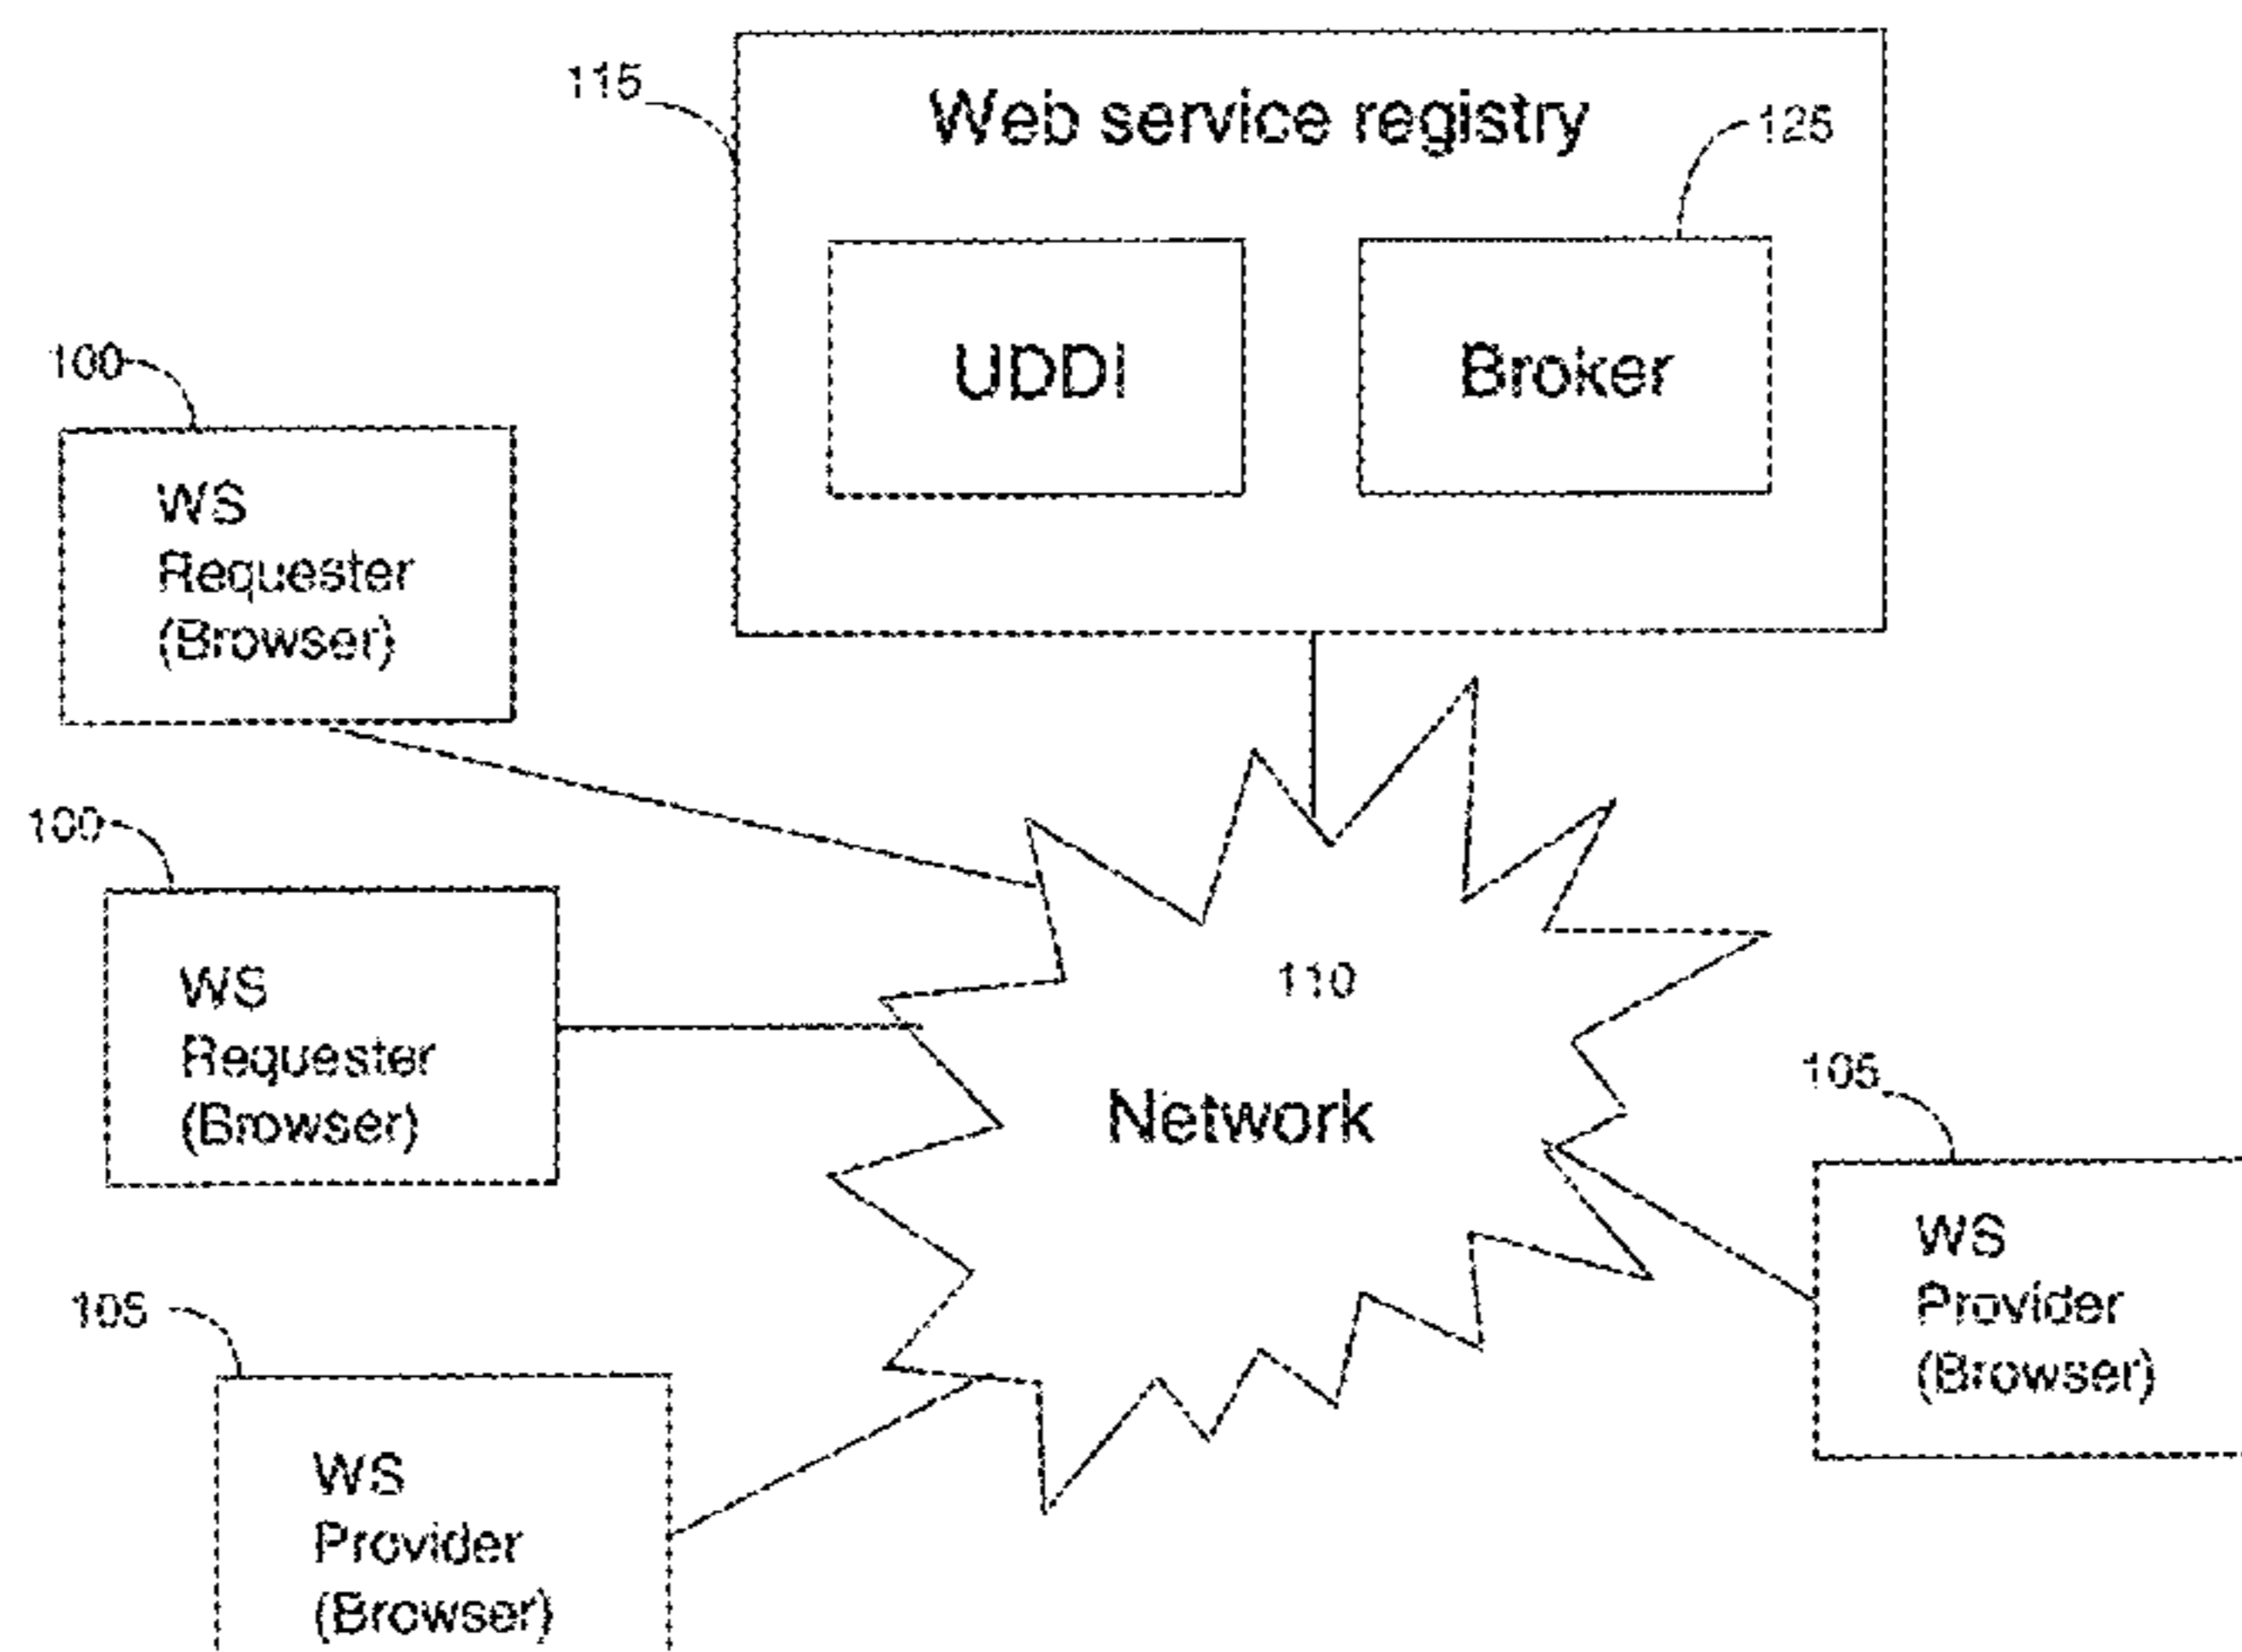 115
Web service registry
125
UDDI
Broker
100
WS
Requester
(Browser)
100
WS
Requester
(Browser)
110
Network
105
WS
Provider
(Browser)
105
WS
Provider
(Browser)